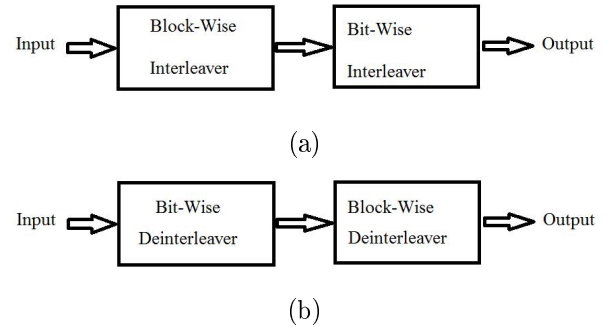 Input
Block-Wise
Interleaver
Bit-Wise
Interleaver
Output
(a)
Input
Bit-Wise
Deinterleaver
Block-Wise
Deinterleaver
Output
(b)